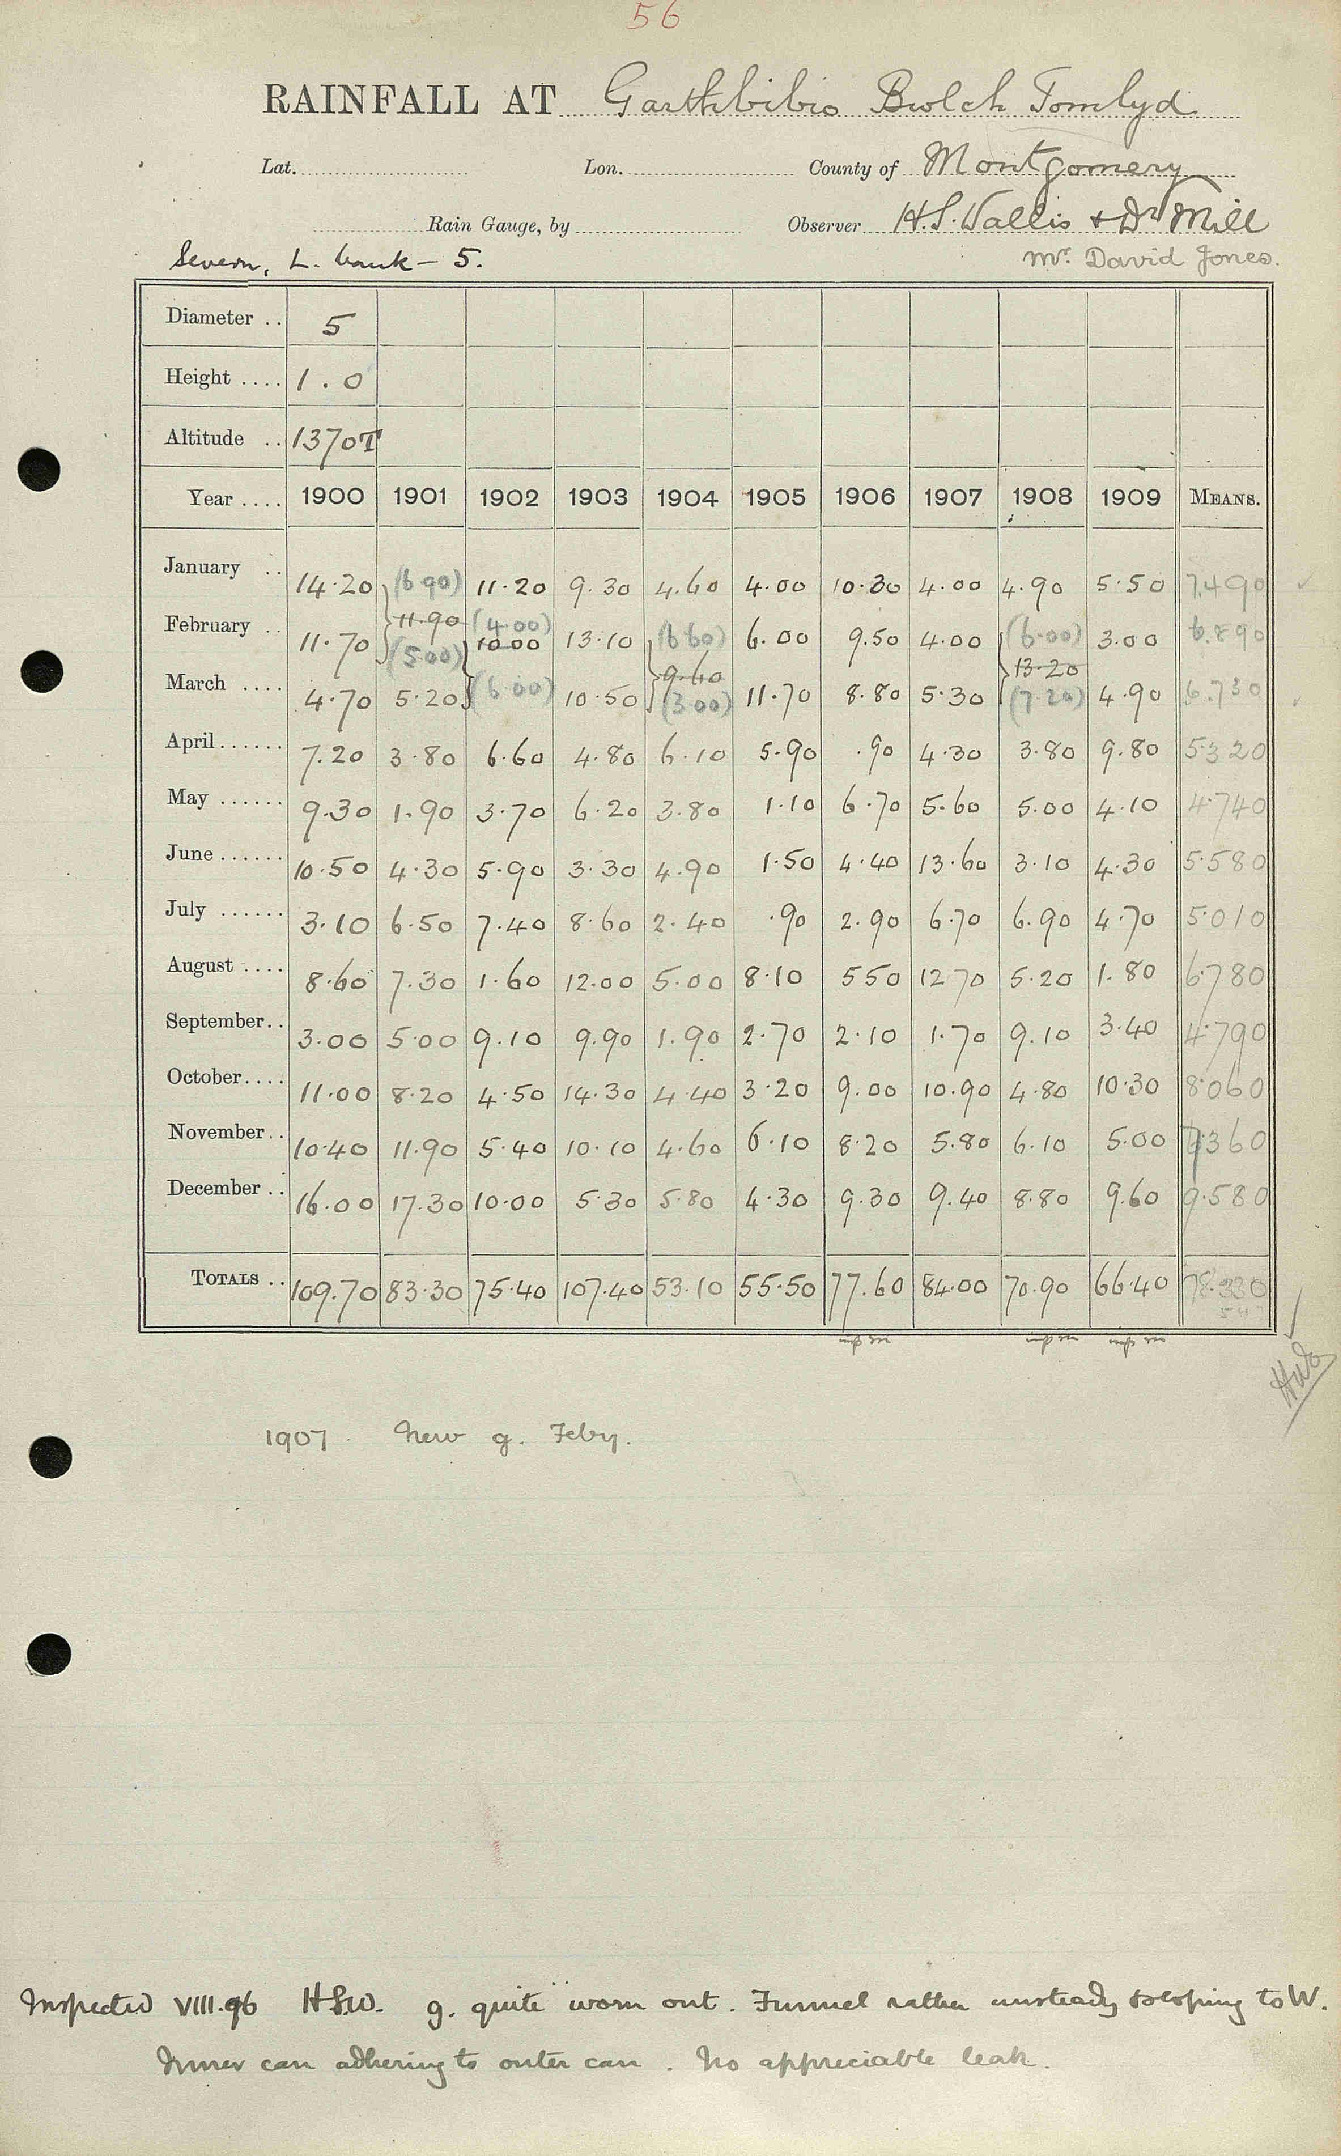 56
RAINFALL AT Garthbibio Bwlch Tomlyd
Lat. Lon. County of Montgomery
Rain Gauge, by Observer H.S. Wallis & Dr Mill
Severn, L. bank - 5. Mr. David Jones.
Diameter .. 5
Height .... 1.0
Altitude .. 1370T
Year .... 1900 1901 1902 1903 1904 1905 1906 1907 1908 1909 MEANS.
January .. 14.20 (6.90) 11.20 9.30 4.60 4.00 10.30 4.00 4.90 5.50 7.490
11.90 (4.00)
February .. 11.70 (5.00) 10.00 13.10 (6.60) 6.00 9.50 4.00 (6.00) 3.00 6.890
9.60 13.20
March .... 4.70 5.20 (6.00) 10.50 (3.00) 11.70 8.80 5.30 (7.20) 4.90 6.730
April ...... 7.20 3.80 6.60 4.80 6.10 5.90 .90 4.30 3.80 9.80 5.320
May ...... 9.30 1.90 3.70 6.20 3.80 1.10 6.70 5.60 5.00 4.10 4.740
June ...... 10.50 4.30 5.90 3.30 4.90 1.50 4.40 13.60 3.10 4.30 5.580
July ...... 3.10 6.50 7.40 8.60 2.40 .90 2.90 6.70 6.90 4.70 5.010
August .... 8.60 7.30 1.60 12.00 5.00 8.10 5.50 12.70 5.20 1.80 6.780
September .. 3.00 5.00 9.10 9.90 1.90 2.70 2.10 1.70 9.10 3.40 4.790
October .... 11.00 8.20 4.50 14.30 4.40 3.20 9.00 10.90 4.80 10.30 8.060
November .. 10.40 11.90 5.40 10.10 4.60 6.10 8.20 5.80 6.10 5.00 7.360
December .. 16.00 17.30 10.00 5.30 5.80 4.30 9.30 9.40 8.80 9.60 9.580
TOTALS .. 109.70 83.30 75.40 107.40 53.10 55.50 77.60 84.00 70.90 66.40 78.330
1907 New g. Feby.
Inspected VIII.96 HSW. g. quite worn out. Funnel rather unsteady sloping to W.
Inner can adhering to outer can. No appreciable leak.